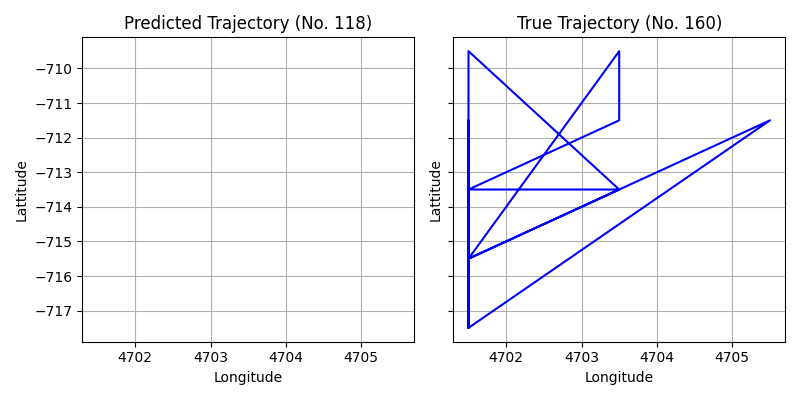 Predicted Trajectory (No. 118)
True Trajectory (No. 160)
Lattitude
−710
−711
−712
−713
−714
−715
−716
−717
4702
4703
4704
4705
Longitude
Lattitude
4702
4703
4704
4705
Longitude